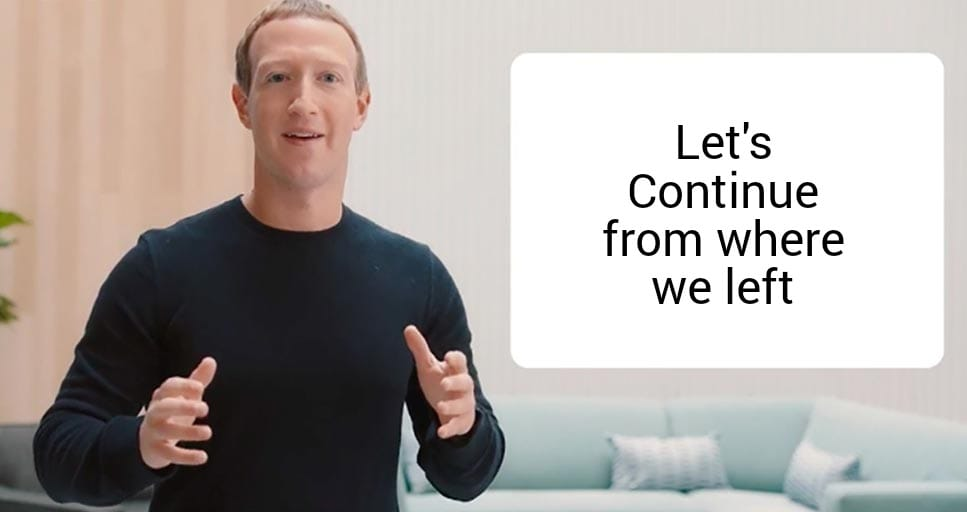 Let's
Continue
from where
we left